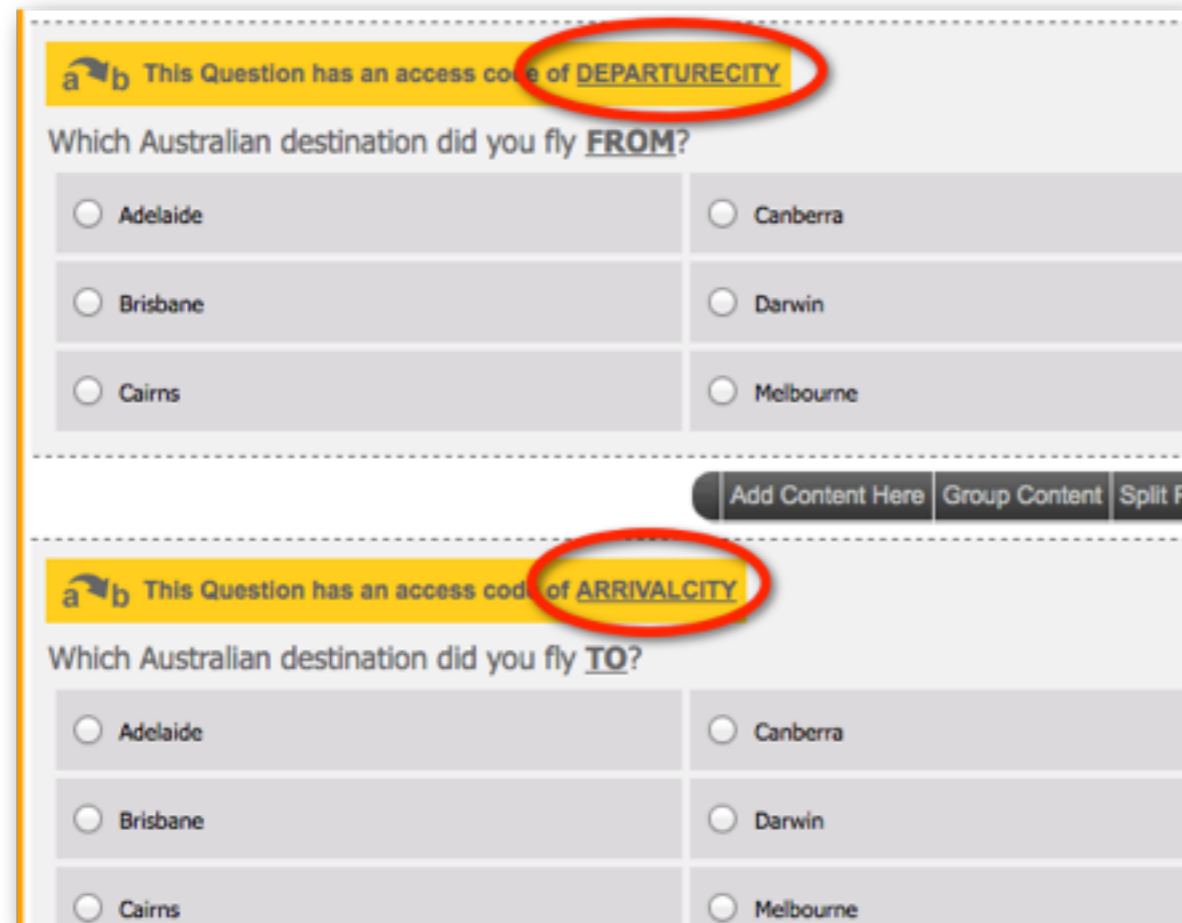 a b This Question has an access code of DEPARTURECITY
Which Australian destination did you fly FROM?
Adelaide Canberra
Brisbane Darwin
Cairns Melbourne
Add Content Here Group Content Split
a b This Question has an access code of ARRIVALCITY
Which Australian destination did you fly TO?
Adelaide Canberra
Brisbane Darwin
Cairns Melbourne